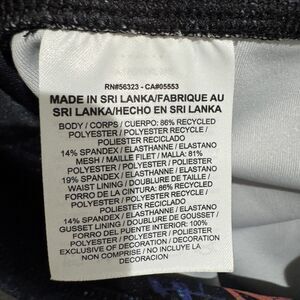 RN#56323 - CA#05553
MADE IN SRI LANKA/FABRIQUE AU
SRI LANKA/HECHO EN SRI LANKA
BODY / CORPS / CUERPO: 86% RECYCLED
POLYESTER / POLYESTER RECYCLE /
POLIESTER RECICLADO
14% SPANDEX / ELASTHANNE / ELASTANO
MESH / MAILLE FILET / MALLA: 81%
POLYESTER / POLYESTER / POLIESTER
19% SPANDEX / ELASTHANNE / ELASTANO
WAIST LINING / DOUBLURE DE TAILLE /
FORRO DE LA CINTURA: 86% RECYCLED
POLYESTER / POLYESTER RECYCLE /
POLIESTER RECICLADO
14% SPANDEX / ELASTHANNE / ELASTANO
GUSSET LINING / DOUBLURE DE GOUSSET /
FORRO DEL PUENTE INTERIOR: 100%
POLYESTER / POLYESTER / POLIESTER
EXCLUSIVE OF DECORATION / DECORATION
NON COMPRISE / NO INCLUYE LA
DECORACION